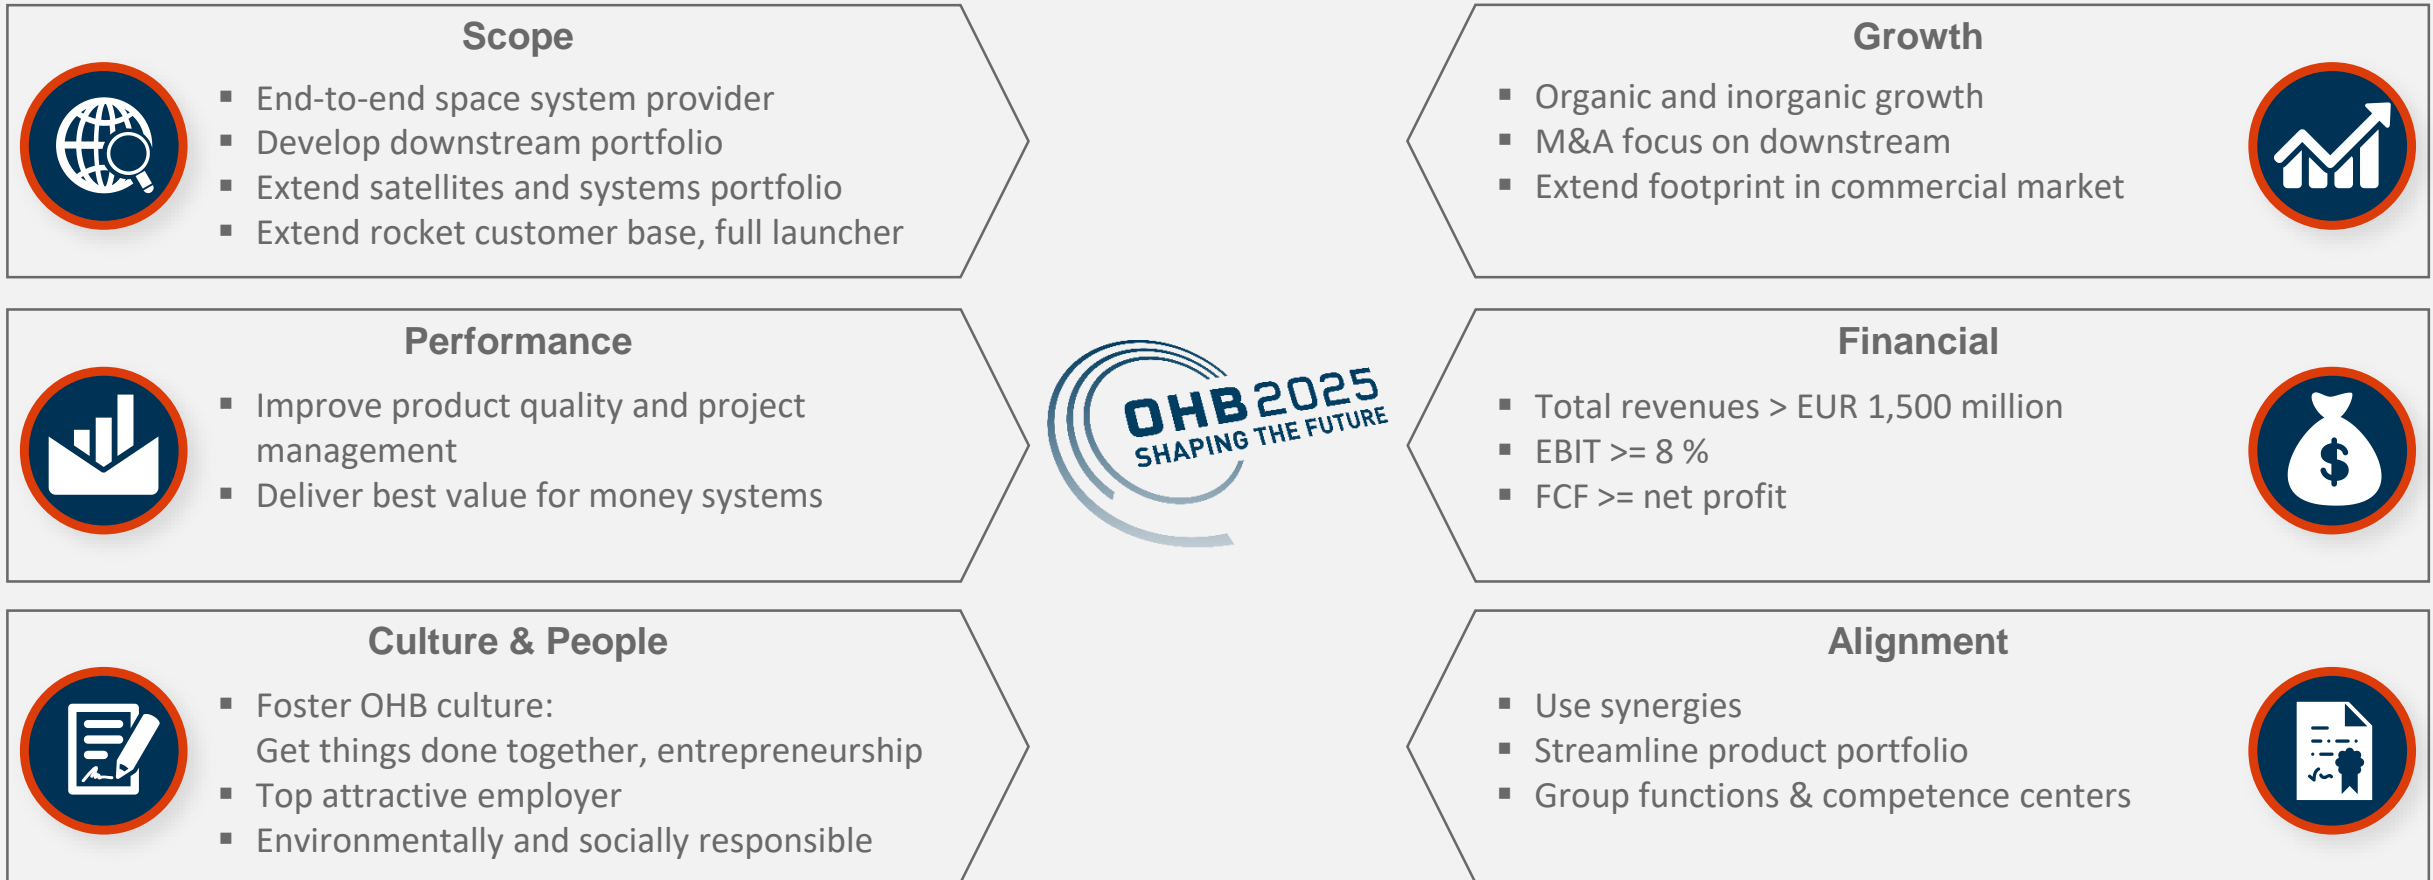 Scope
▪ End-to-end space system provider
▪ Develop downstream portfolio
▪ Extend satellites and systems portfolio
▪ Extend rocket customer base, full launcher
Growth
▪ Organic and inorganic growth
▪ M&A focus on downstream
▪ Extend footprint in commercial market
Performance
▪ Improve product quality and project
management
▪ Deliver best value for money systems
OHB 2025
SHAPING THE FUTURE
Financial
▪ Total revenues > EUR 1,500 million
▪ EBIT >= 8 %
▪ FCF >= net profit
$
Culture & People
▪ Foster OHB culture:
Get things done together, entrepreneurship
▪ Top attractive employer
▪ Environmentally and socially responsible
Alignment
▪ Use synergies
▪ Streamline product portfolio
▪ Group functions & competence centers